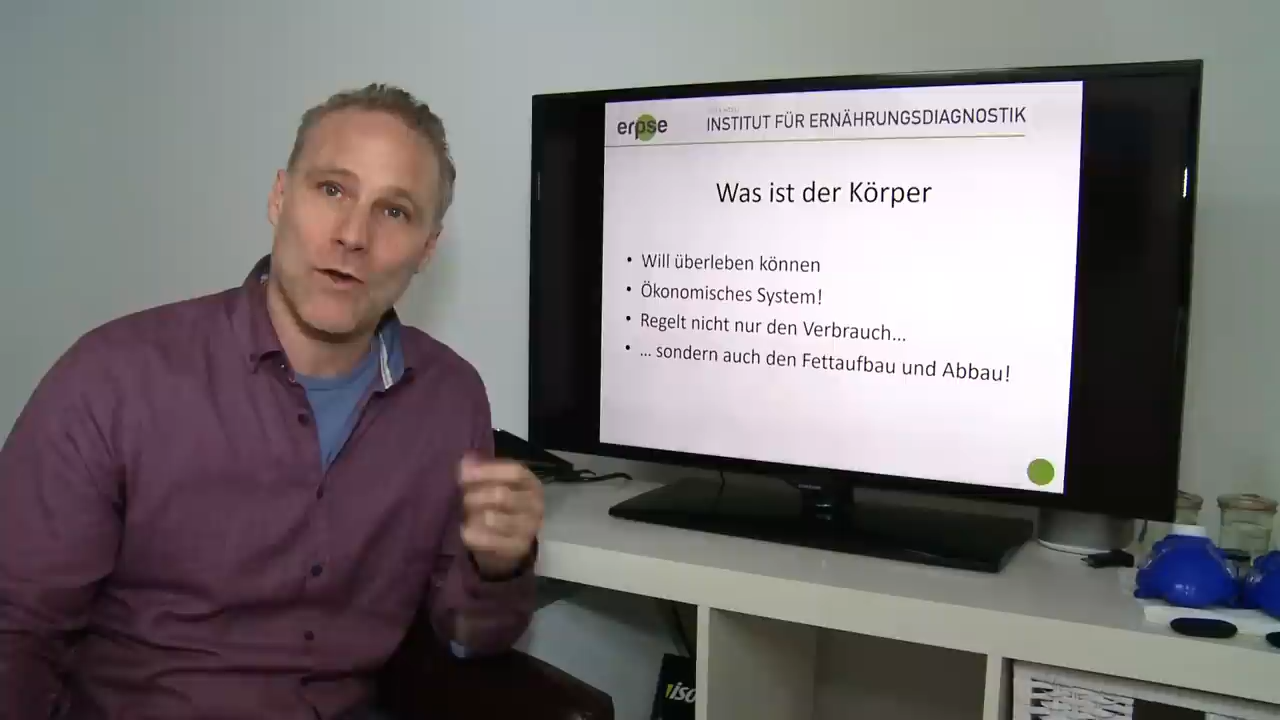 erpse
INSTITUT FÜR ERNÄHRUNGSDIAGNOSTIK
Was ist der Körper
• Will überleben können
• Ökonomisches System!
• Regelt nicht nur den Verbrauch...
• ... sondern auch den Fettaufbau und Abbau!
SAMSUNG